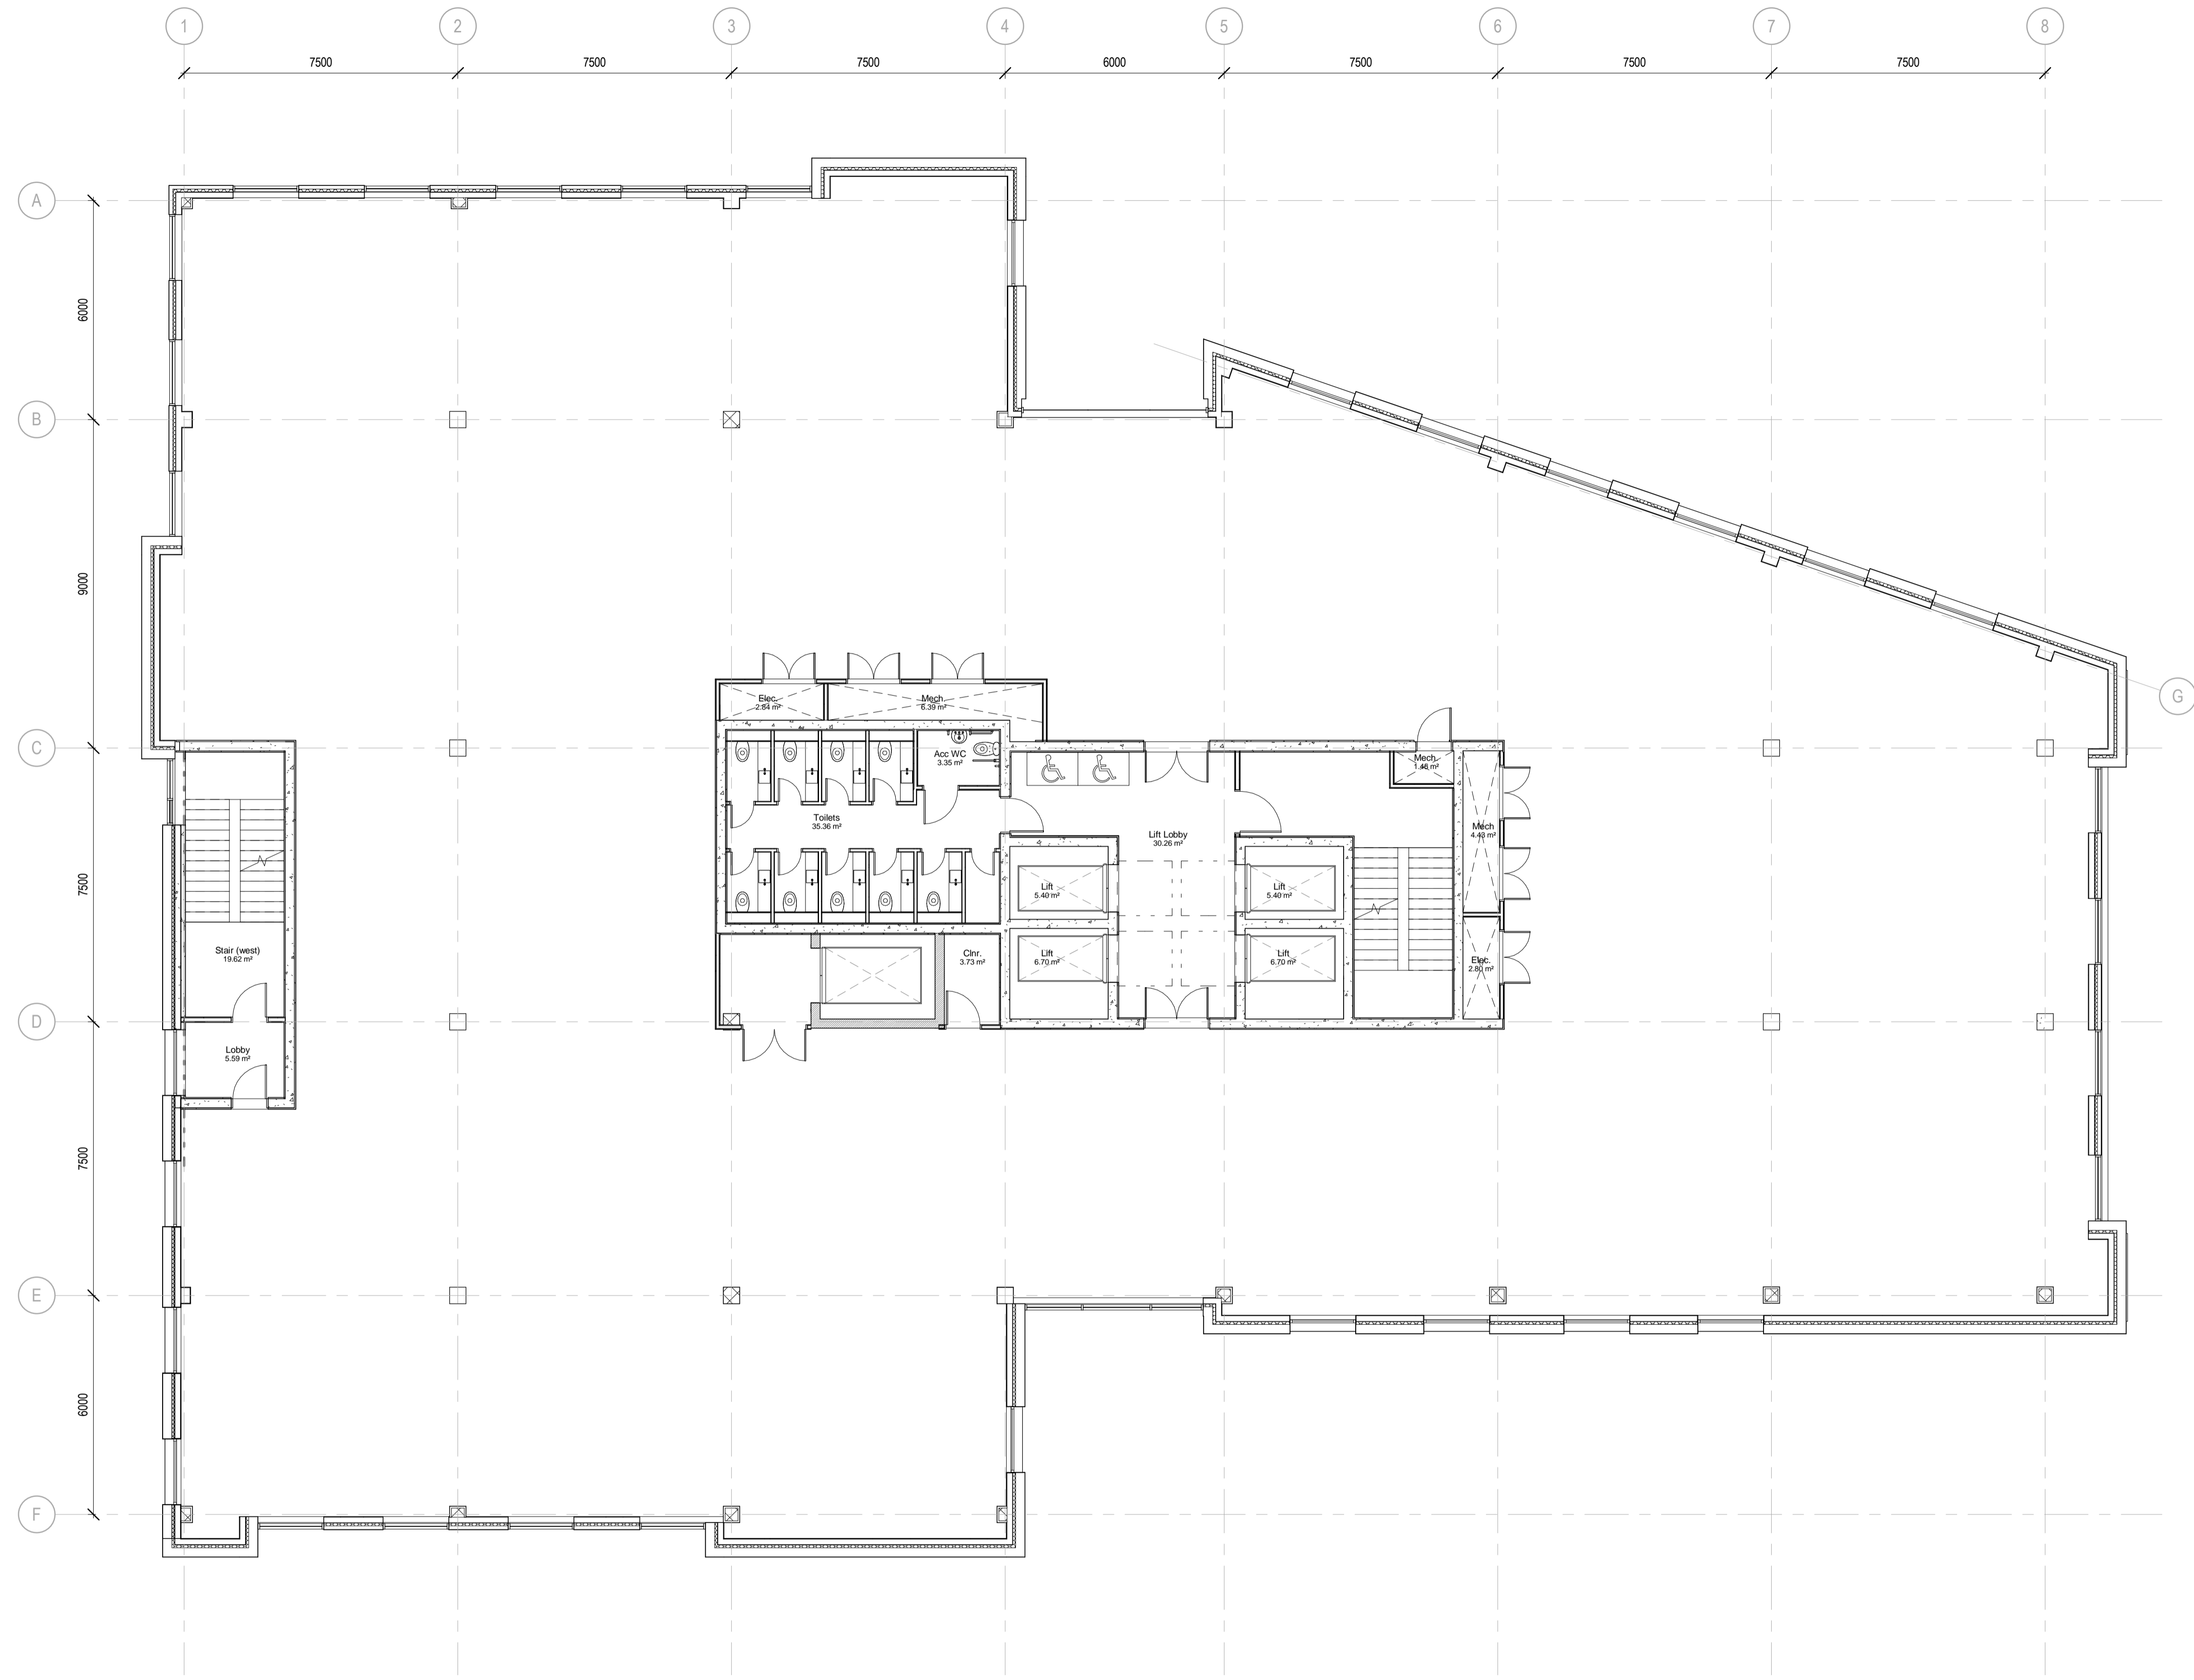 1 2 3 4 5 6 7 8
7500 7500 7500 6000 7500 7500 7500
A
6000
B
9000
G
Elec.
2.84 m²
Mech.
6.39 m²
C
Acc WC
3.35 m²
Mech.
1.46 m²
Toilets
35.36 m²
Lift Lobby
30.26 m²
Mech
4.43 m²
7500
Lift
5.40 m²
Lift
5.40 m²
Stair (west)
19.62 m²
Clnr.
3.73 m²
Lift
6.70 m²
Lift
6.70 m²
Elec.
2.80 m²
D
Lobby
5.59 m²
7500
E
6000
F